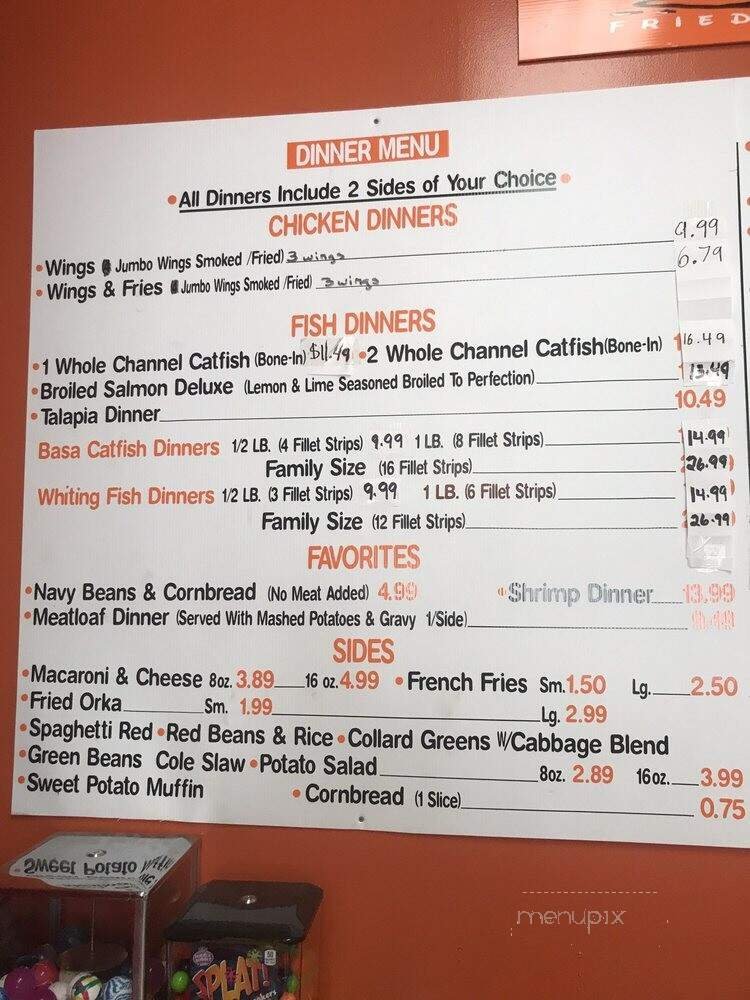 FRIED
DINNER MENU
• All Dinners Include 2 Sides of Your Choice •
CHICKEN DINNERS
• Wings Jumbo Wings Smoked /Fried) 3 wings 9.99
• Wings & Fries Jumbo Wings Smoked /Fried) 3 wings 6.79
FISH DINNERS
• 1 Whole Channel Catfish (Bone-In) $11.49 • 2 Whole Channel Catfish(Bone-In) 16.49
• Broiled Salmon Deluxe (Lemon & Lime Seasoned Broiled To Perfection) 13.49
• Talapia Dinner 10.49
Basa Catfish Dinners 1/2 LB. (4 Fillet Strips) 9.99 1 LB. (8 Fillet Strips) 14.99
Family Size (16 Fillet Strips) 26.99
Whiting Fish Dinners 1/2 LB. (3 Fillet Strips) 9.99 1 LB. (6 Fillet Strips) 14.99
Family Size (12 Fillet Strips) 26.99
FAVORITES
• Navy Beans & Cornbread (No Meat Added) 4.99 • Shrimp Dinner 13.99
• Meatloaf Dinner (Served With Mashed Potatoes & Gravy 1/Side)
SIDES
• Macaroni & Cheese 8oz. 3.89 16 oz. 4.99 • French Fries Sm. 1.50 Lg. 2.50
• Fried Orka Sm. 1.99 Lg. 2.99
• Spaghetti Red • Red Beans & Rice • Collard Greens W/Cabbage Blend
• Green Beans Cole Slaw • Potato Salad 8oz. 2.89 16oz. 3.99
• Sweet Potato Muffin • Cornbread (1 Slice) 0.75
Sweet Potato
SPLAT!
menupix